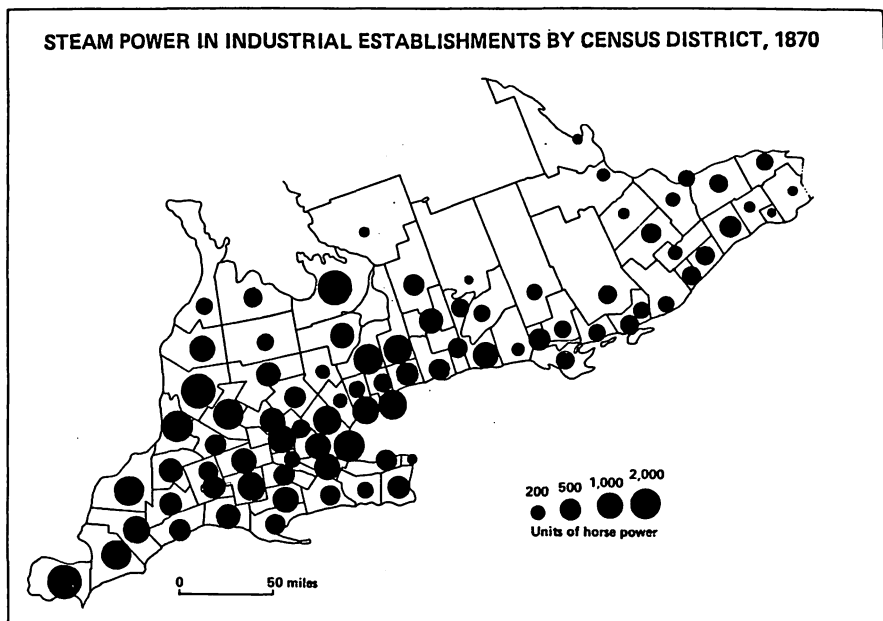 STEAM POWER IN INDUSTRIAL ESTABLISHMENTS BY CENSUS DISTRICT, 1870
200 500 1,000 2,000
Units of horse power
0 50 miles